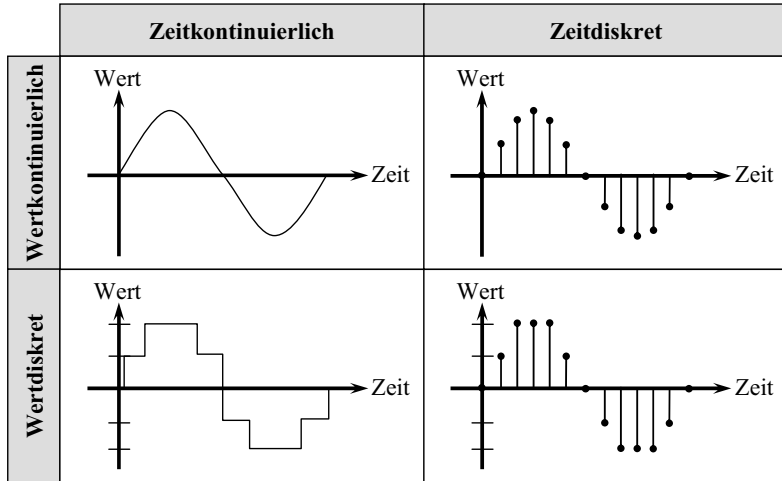 Zeitkontinuierlich
Zeitdiskret
Wertkontinuierlich
Wert
Zeit
Wert
Zeit
Wertdiskret
Wert
Zeit
Wert
Zeit